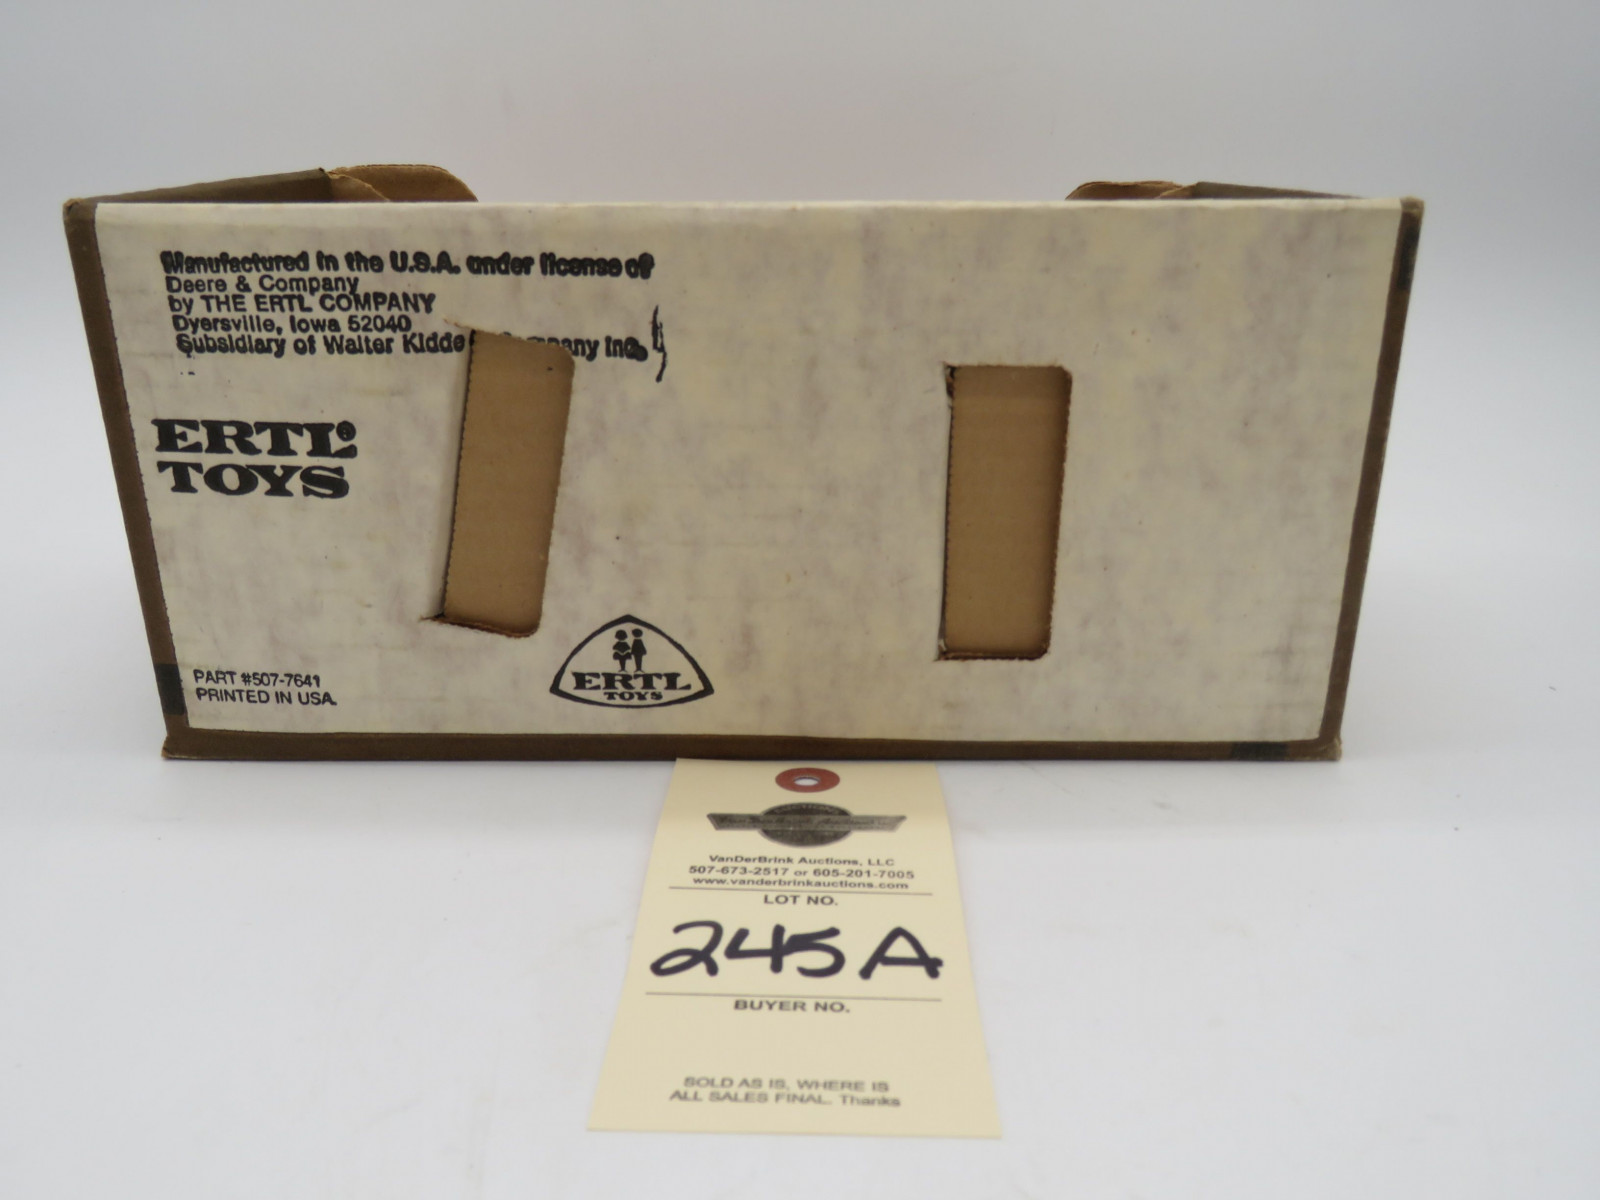 Manufactured in the U.S.A. under license of
Deere & Company
by THE ERTL COMPANY
Dyersville, Iowa 52040
Subsidiary of Walter Kidde pany Inc.
ERTL®
TOYS
PART #507-7641
PRINTED IN USA.
ERTL
TOYS
VanDerBrink Auctions, LLC
507-673-2517 or 605-201-7005
www.vanderbrinkauctions.com
LOT NO.
245A
BUYER NO.
SOLD AS IS, WHERE IS
ALL SALES FINAL. Thanks